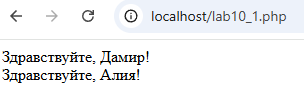 localhost/lab10_1.php
Здравствуйте, Дамир!
Здравствуйте, Алия!